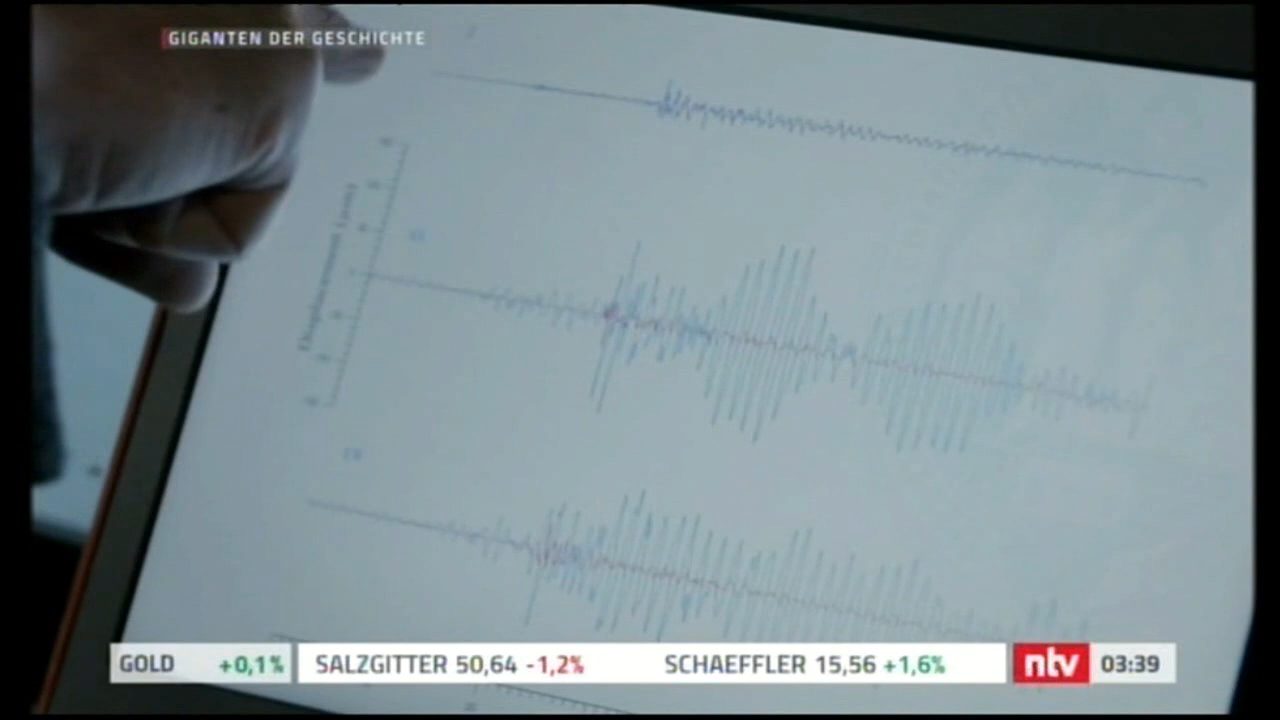 GIGANTEN DER GESCHICHTE
GOLD +0,1% SALZGITTER 50,64 -1,2% SCHAEFFLER 15,56 +1,6% ntv 03:39